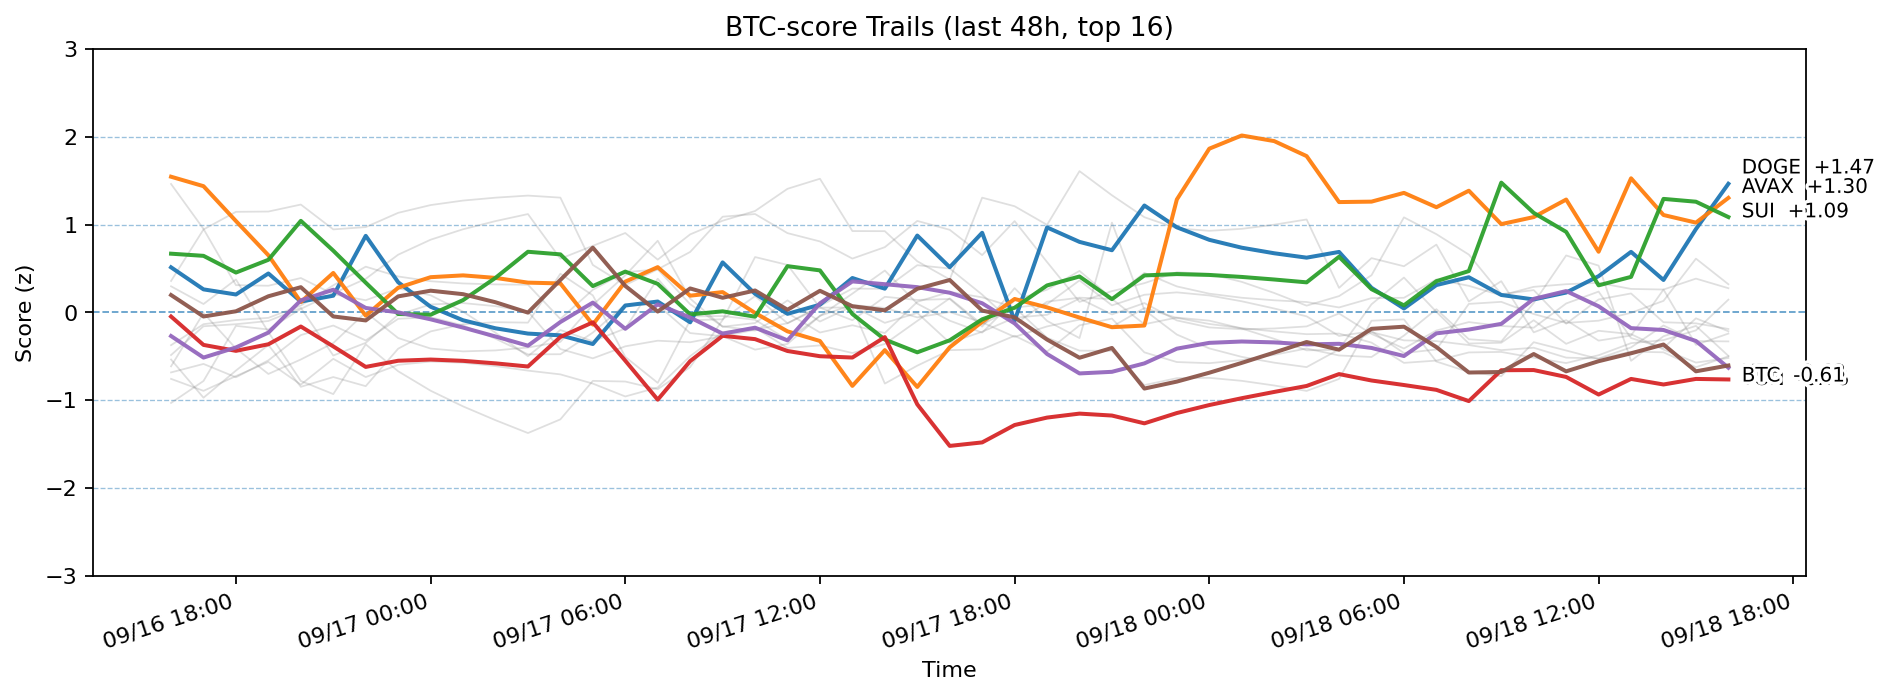 BTC-score Trails (last 48h, top 16)
3
2
1
0
−1
−2
−3
Score (z)
DOGE +1.47
AVAX +1.30
SUI +1.09
BTC -0.61
09/16 18:00
09/17 00:00
09/17 06:00
09/17 12:00
09/17 18:00
09/18 00:00
09/18 06:00
09/18 12:00
09/18 18:00
Time